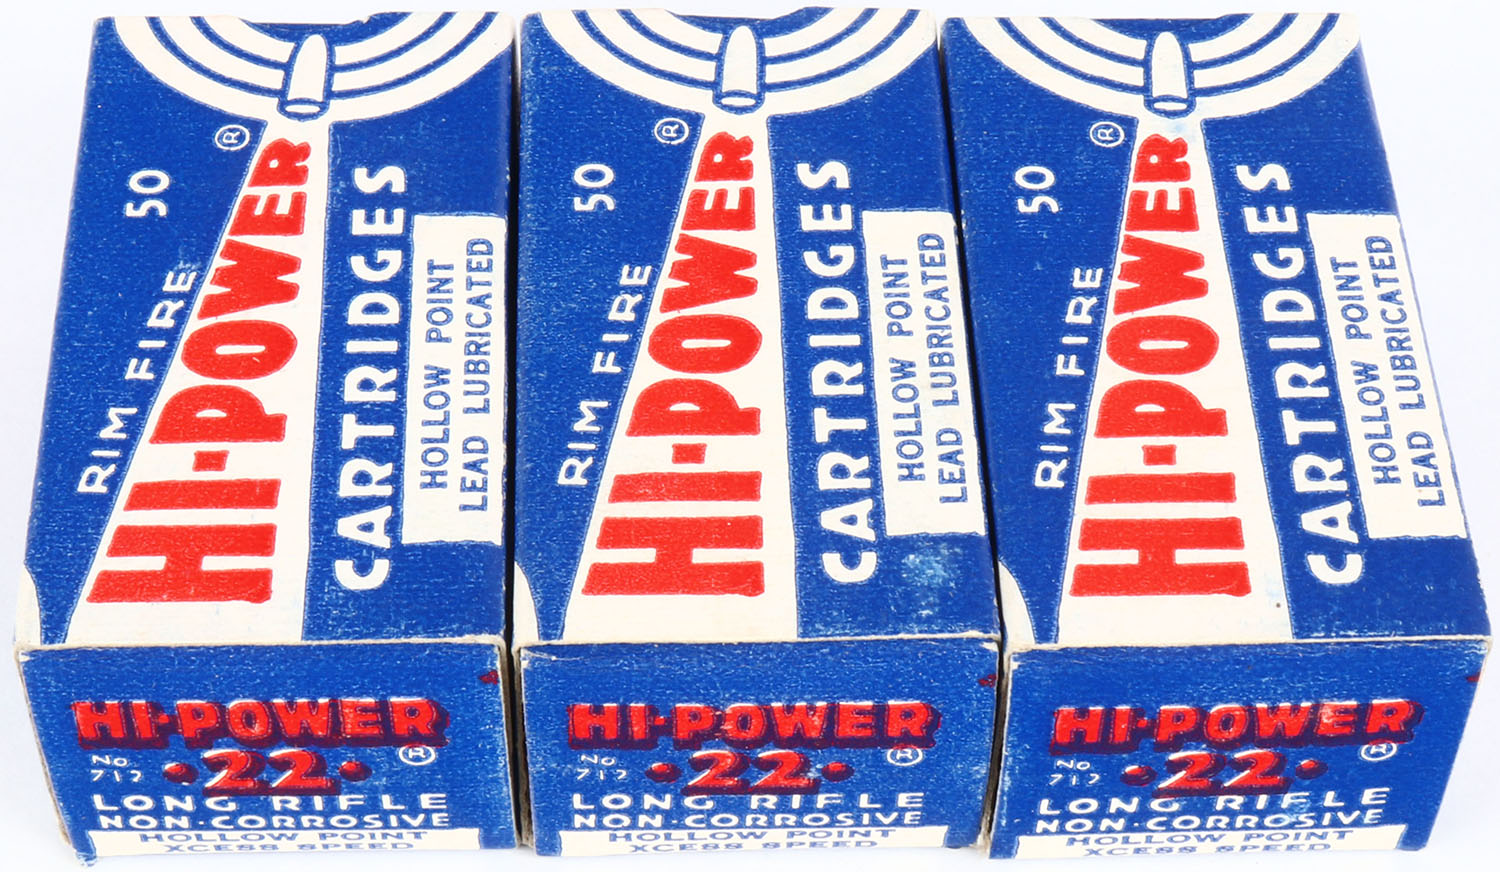 ®
50
RIM FIRE
HI-POWER
CARTRIDGES
HOLLOW POINT
LEAD LUBRICATED
HI-POWER
®
No
712
·22·
LONG RIFLE
NON-CORROSIVE
HOLLOW POINT
XCESS SPEED
®
50
RIM FIRE
HI-POWER
CARTRIDGES
HOLLOW POINT
LEAD LUBRICATED
HI-POWER
®
No
712
·22·
LONG RIFLE
NON-CORROSIVE
HOLLOW POINT
XCESS SPEED
®
50
RIM FIRE
HI-POWER
CARTRIDGES
HOLLOW POINT
LEAD LUBRICATED
HI-POWER
®
No
712
·22·
LONG RIFLE
NON-CORROSIVE
HOLLOW POINT
XCESS SPEED